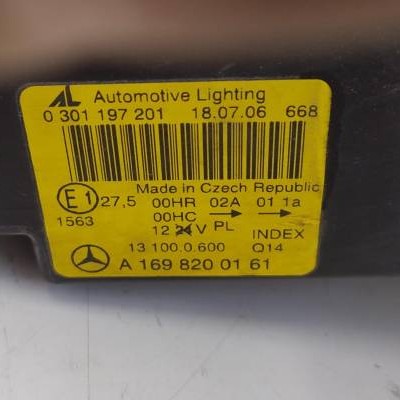 AL Automotive Lighting
0 301 197 201 18.07.06 668
Made in Czech Republic
E1 27,5 00HR 02A 01 1a
1563 00HC → →
12 V PL INDEX
13 100.0.600 Q14
A 169 820 01 61